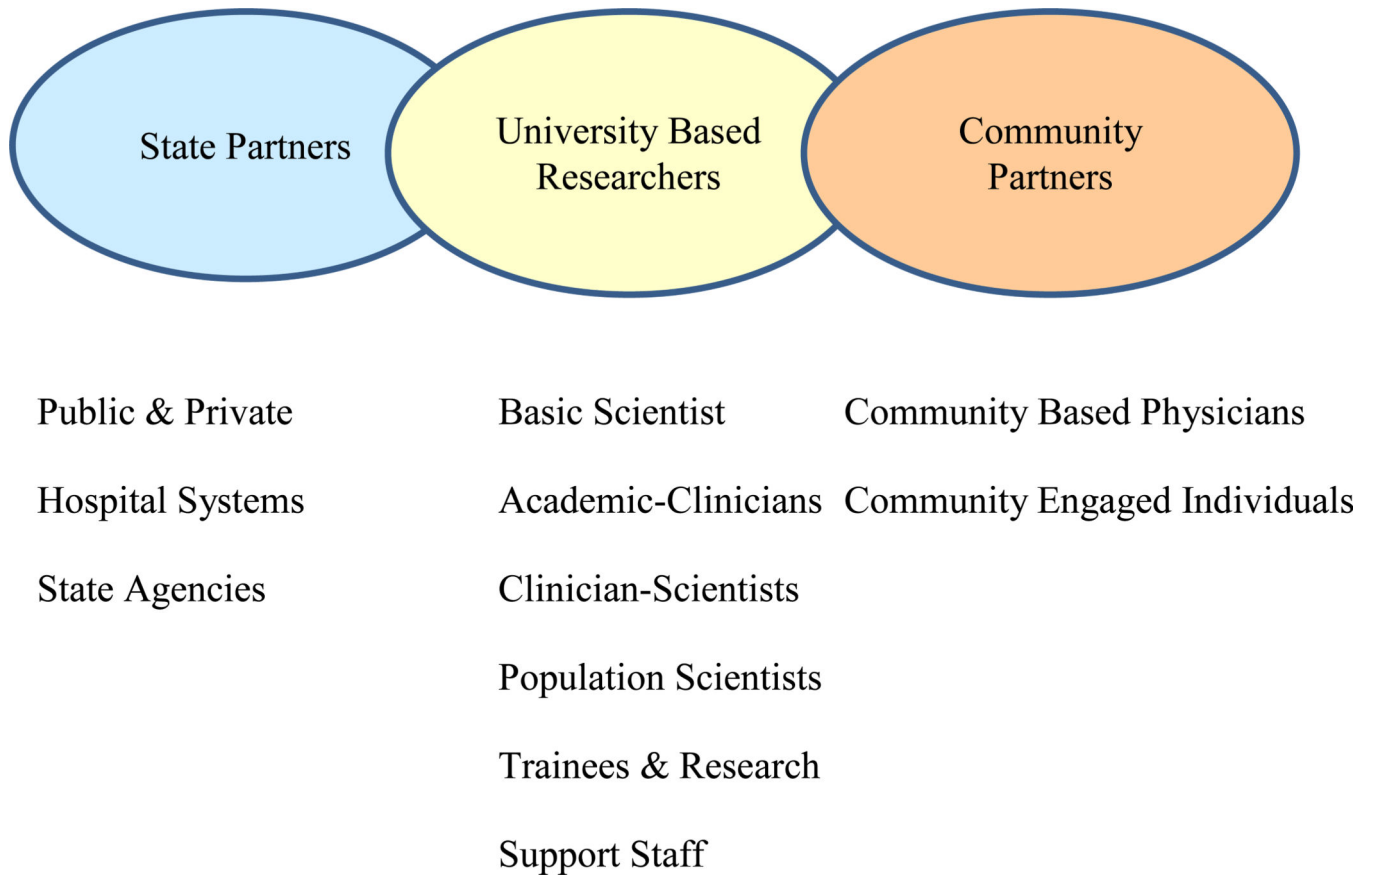 State Partners
University Based
Researchers
Community
Partners
Public & Private
Hospital Systems
State Agencies
Basic Scientist
Academic-Clinicians
Clinician-Scientists
Population Scientists
Trainees & Research
Support Staff
Community Based Physicians
Community Engaged Individuals